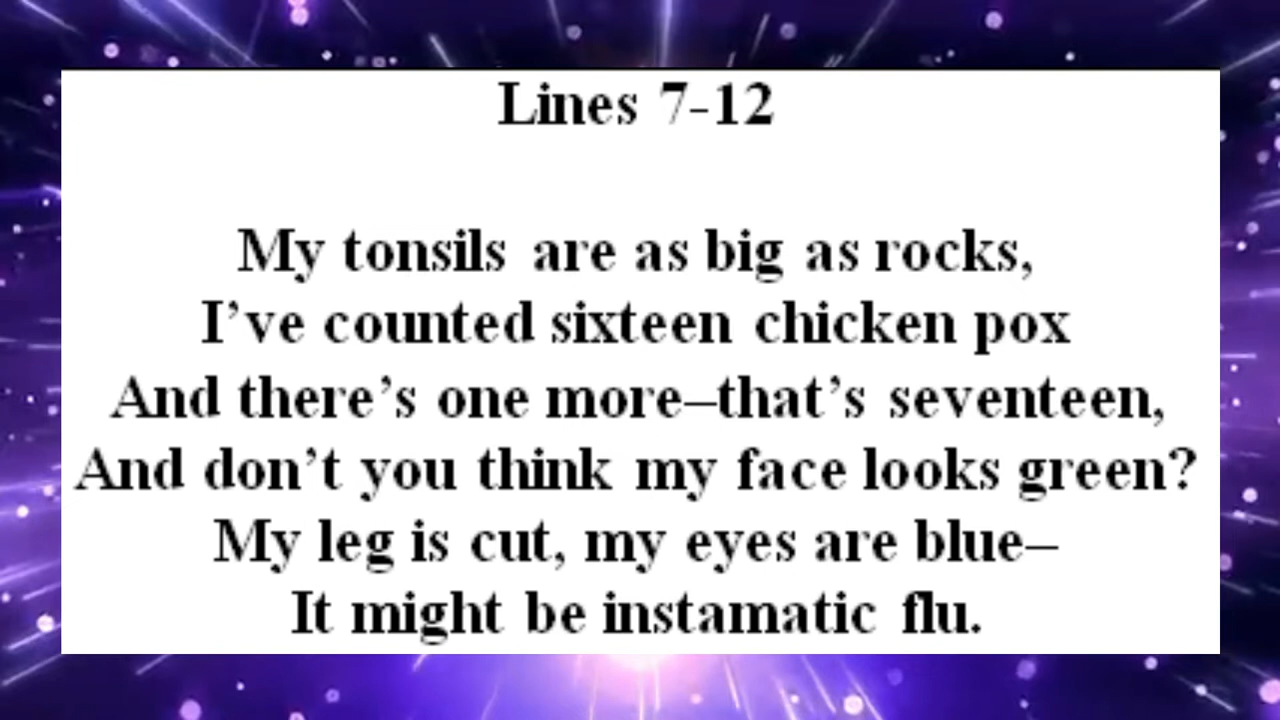 Lines 7-12
My tonsils are as big as rocks,
I’ve counted sixteen chicken pox
And there’s one more–that’s seventeen,
And don’t you think my face looks green?
My leg is cut, my eyes are blue–
It might be instamatic flu.